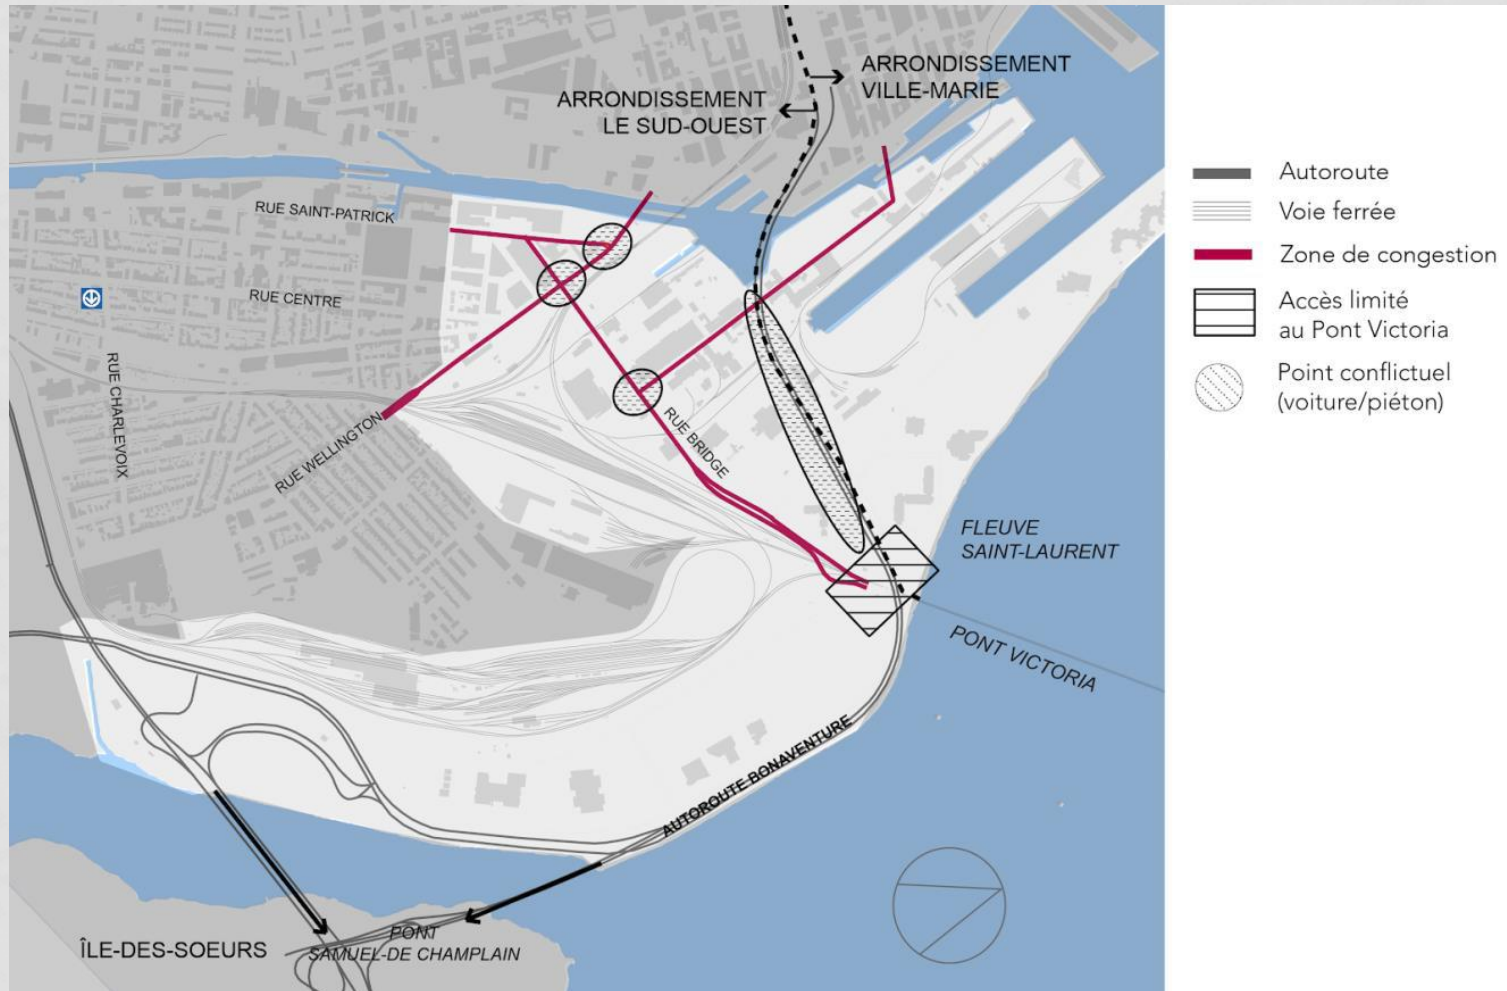 ARRONDISSEMENT
VILLE-MARIE
ARRONDISSEMENT
LE SUD-OUEST
RUE SAINT-PATRICK
RUE CENTRE
RUE CHARLEVOIX
RUE WELLINGTON
RUE BRIDGE
FLEUVE
SAINT-LAURENT
PONT VICTORIA
AUTOROUTE BONAVENTURE
ÎLE-DES-SOEURS
PONT
SAMUEL-DE CHAMPLAIN
Autoroute
Voie ferrée
Zone de congestion
Accès limité
au Pont Victoria
Point conflictuel
(voiture/piéton)